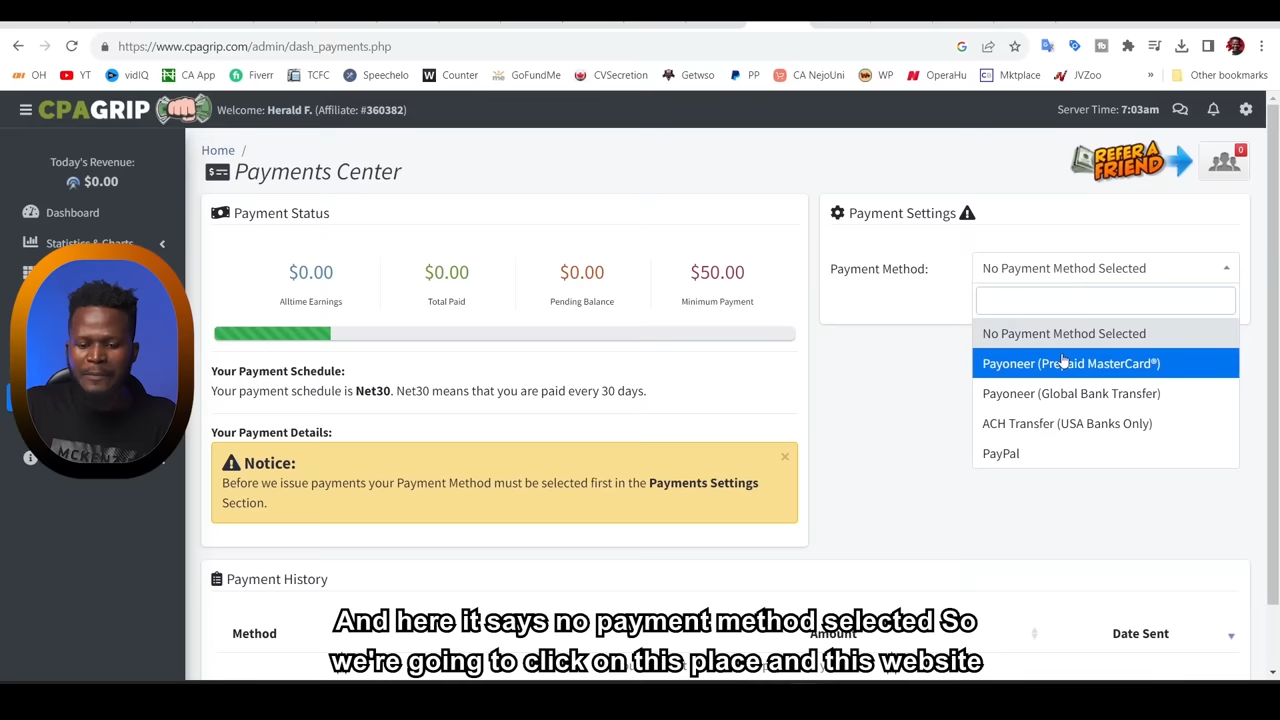 https://www.cpagrip.com/admin/dash_payments.php
OH YT vidIQ CA App Fiverr TCFC Speechelo Counter GoFundMe CVSecretion Getwso PP CA NejoUni WP OperaHu Mktplace JVZoo » Other bookmarks
CPAGRIP Welcome: Herald F. (Affiliate: #360382) Server Time: 7:03am
Today's Revenue:
$0.00
Dashboard
Statistics & Charts
Home /
Payments Center
REFER A FRIEND
0
Payment Status
$0.00 $0.00 $0.00 $50.00
Alltime Earnings Total Paid Pending Balance Minimum Payment
Your Payment Schedule:
Your payment schedule is Net30. Net30 means that you are paid every 30 days.
Your Payment Details:
Notice: ×
Before we issue payments your Payment Method must be selected first in the Payments Settings
Section.
Payment Settings
Payment Method: No Payment Method Selected
No Payment Method Selected
Payoneer (Prepaid MasterCard®)
Payoneer (Global Bank Transfer)
ACH Transfer (USA Banks Only)
PayPal
Payment History
Method Amount Date Sent
And here it says no payment method selected So
we're going to click on this place and this website